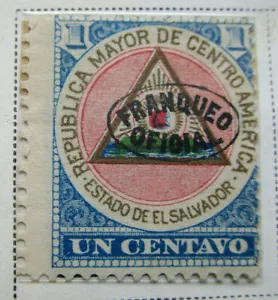 1 1
REPUBLICA MAYOR DE CENTRO AMERICA
FRANQUEO
OFICIAL
ESTADO DE EL SALVADOR
UN CENTAVO